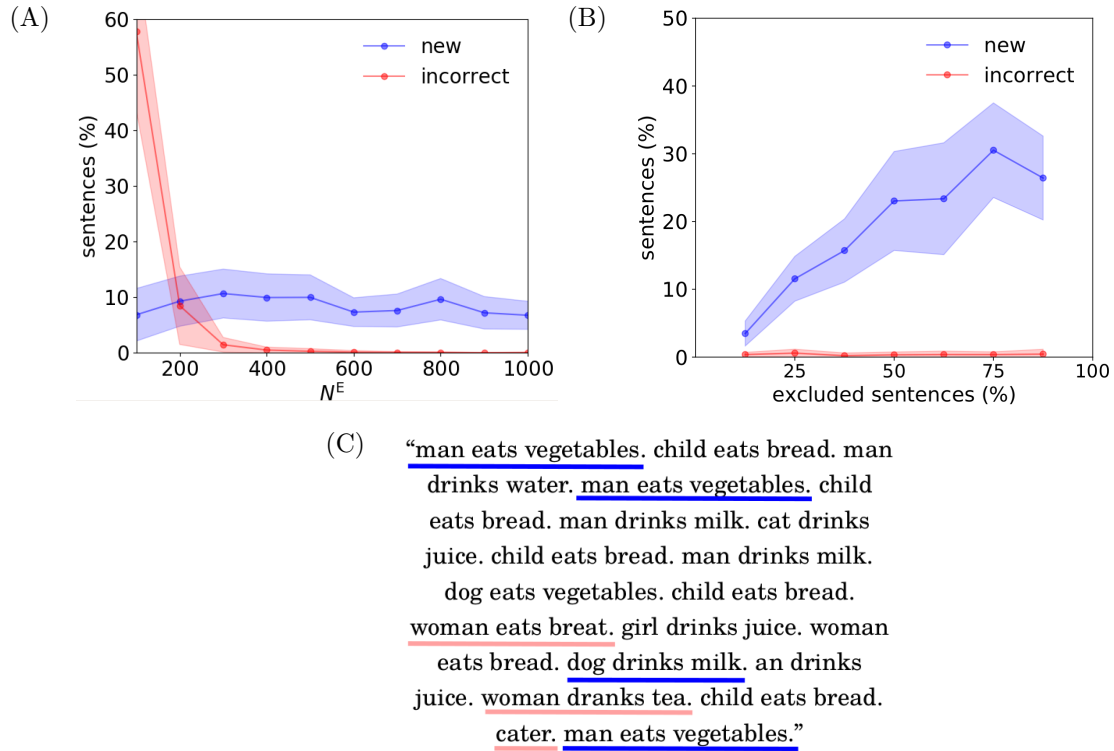 (A)
60
50
40
30
20
10
0
sentences (%)
new
incorrect
200 400 600 800 1000
N^E
(B)
50
40
30
20
10
0
sentences (%)
new
incorrect
25 50 75 100
excluded sentences (%)
(C)
“man eats vegetables. child eats bread. man
drinks water. man eats vegetables. child
eats bread. man drinks milk. cat drinks
juice. child eats bread. man drinks milk.
dog eats vegetables. child eats bread.
woman eats breat. girl drinks juice. woman
eats bread. dog drinks milk. an drinks
juice. woman dranks tea. child eats bread.
cater. man eats vegetables.”